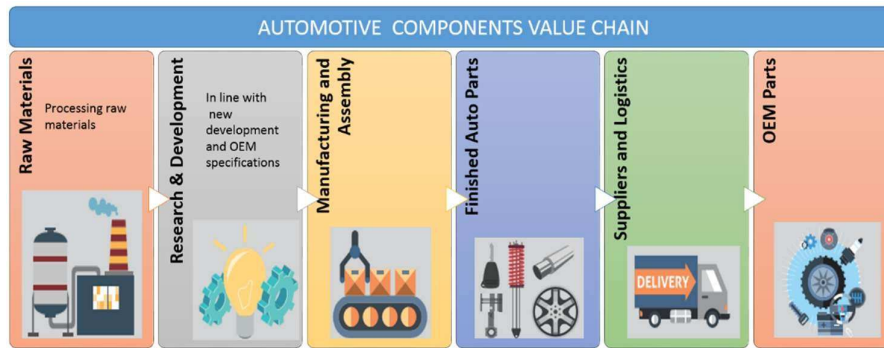 AUTOMOTIVE COMPONENTS VALUE CHAIN
Raw Materials
Processing raw
materials
Research & Development
In line with
new
development
and OEM
specifications
Manufacturing and
Assembly
Finished Auto Parts
Suppliers and Logistics
DELIVERY
OEM Parts